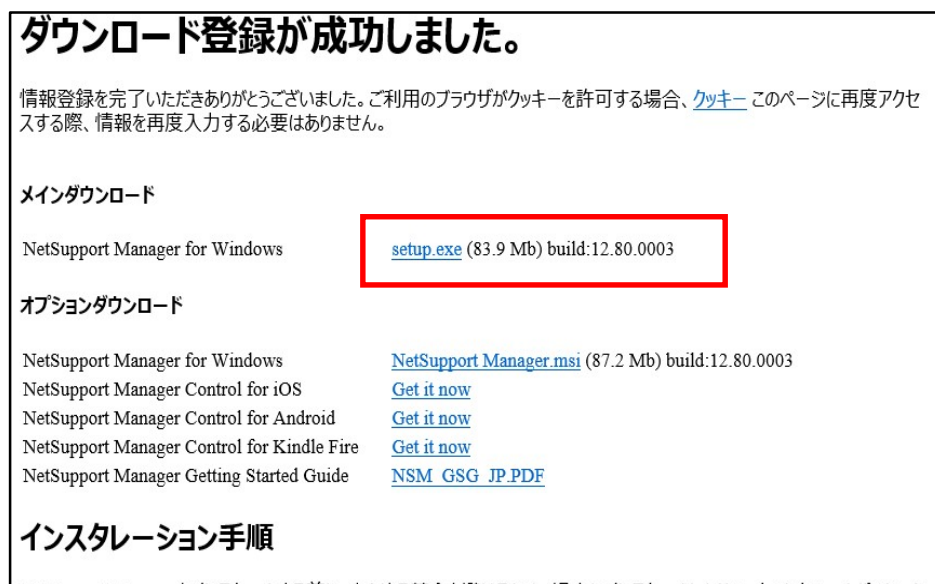 ダウンロード登録が成功しました。
情報登録を完了いただきありがとうございました。ご利用のブラウザがクッキーを許可する場合、クッキー このページに再度アクセ
スする際、情報を再度入力する必要はありません。
メインダウンロード
NetSupport Manager for Windows setup.exe (83.9 Mb) build:12.80.0003
オプションダウンロード
NetSupport Manager for Windows NetSupport Manager.msi (87.2 Mb) build:12.80.0003
NetSupport Manager Control for iOS Get it now
NetSupport Manager Control for Android Get it now
NetSupport Manager Control for Kindle Fire Get it now
NetSupport Manager Getting Started Guide NSM_GSG_JP.PDF
インスタレーション手順